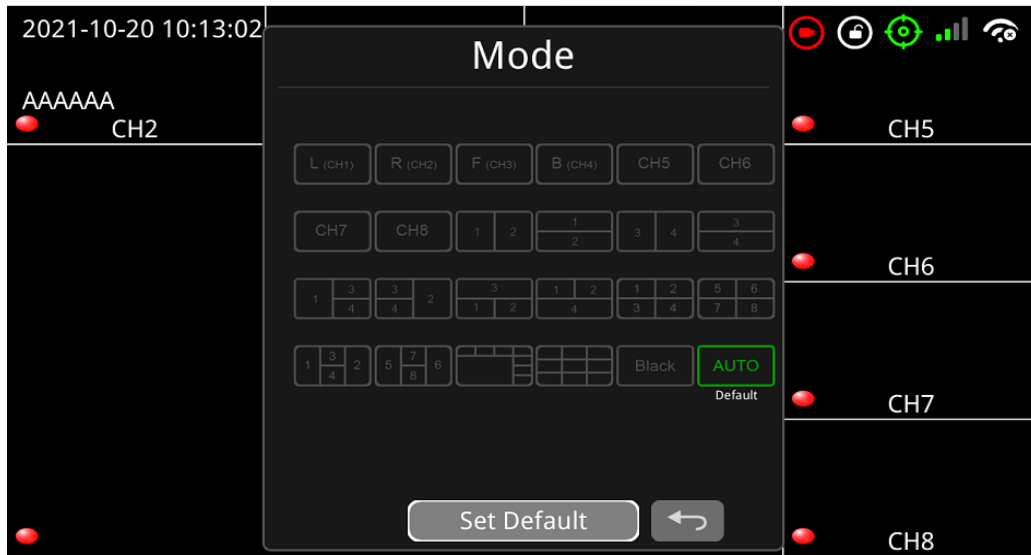 2021-10-20 10:13:02
Mode
AAAAAA
CH2
CH5
L (CH1) R (CH2) F (CH3) B (CH4) CH5 CH6
CH7 CH8 1 2 1 2 3 4 3 4
CH6
1 3 4 3 4 2 3 1 2 1 2 4 1 2 3 4 5 6 7 8
1 3 4 2 5 7 8 6 Black AUTO
Default
CH7
Set Default
CH8